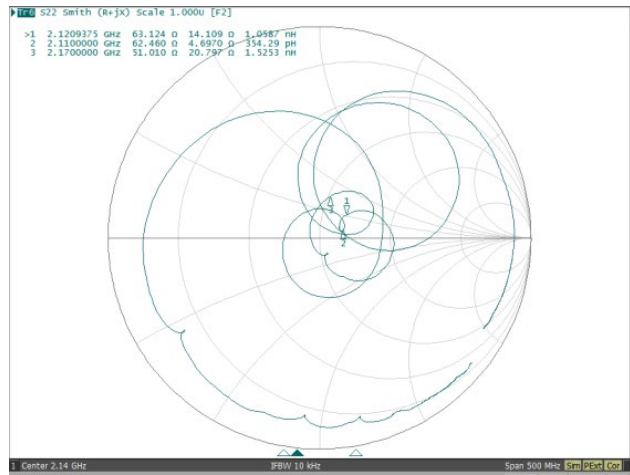 Tr6 S22 Smith (R+jX) Scale 1.000U [F2]
>1 2.1209375 GHz 63.124 Ω 14.109 Ω 1.0587 nH
2 2.1100000 GHz 62.460 Ω 4.6970 Ω 354.29 pH
3 2.1700000 GHz 51.010 Ω 20.797 Ω 1.5253 nH
1
3
2
1 Center 2.14 GHz IFBW 10 kHz Span 500 MHz Sim PExt Cor